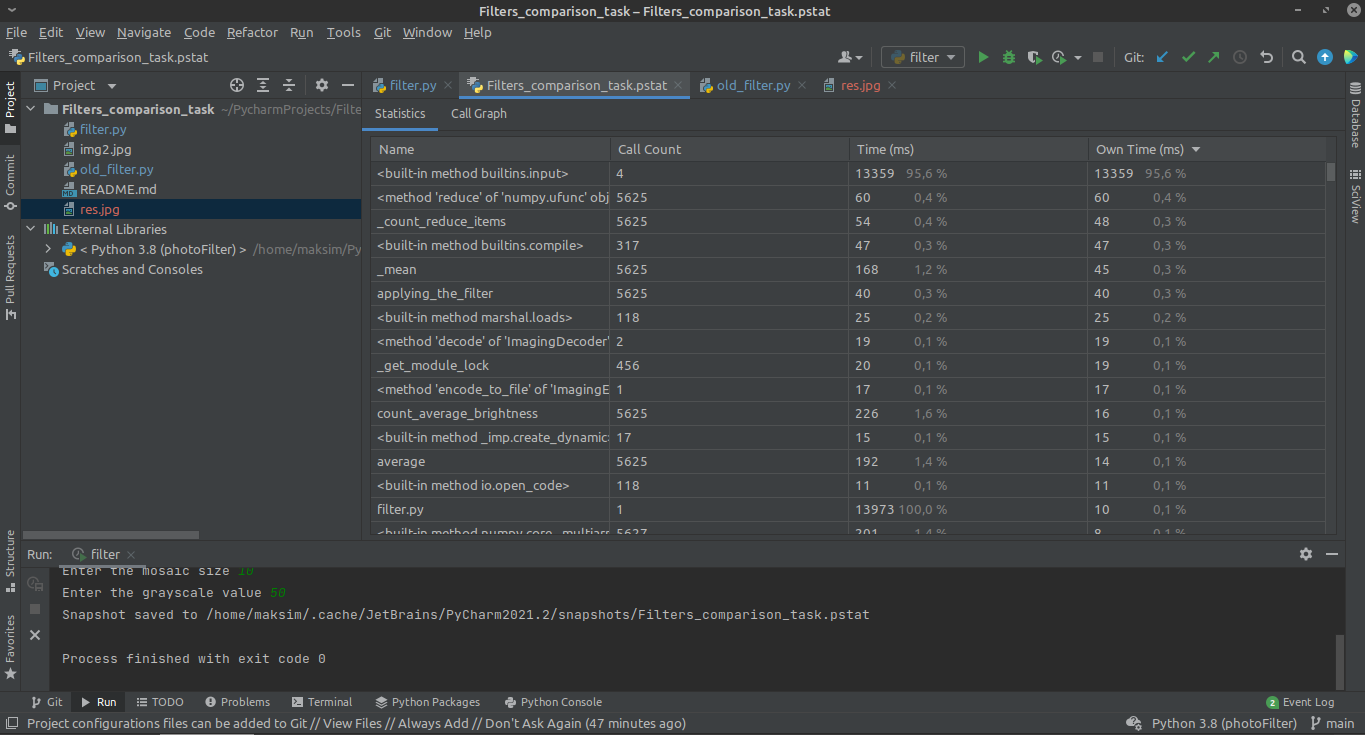 Filters_comparison_task – Filters_comparison_task.pstat
File Edit View Navigate Code Refactor Run Tools Git Window Help
Filters_comparison_task.pstat
filter
Git:
Project
filter.py
Filters_comparison_task.pstat
old_filter.py
res.jpg
Project
Commit
Pull Requests
Structure
Favorites
Filters_comparison_task ~/PycharmProjects/Filte
filter.py
img2.jpg
old_filter.py
README.md
res.jpg
External Libraries
< Python 3.8 (photoFilter) > /home/maksim/Py
Scratches and Consoles
Statistics Call Graph
Name Call Count Time (ms) Own Time (ms)
<built-in method builtins.input> 4 13359 95,6 % 13359 95,6 %
<method 'reduce' of 'numpy.ufunc' obj 5625 60 0,4 % 60 0,4 %
_count_reduce_items 5625 54 0,4 % 48 0,3 %
<built-in method builtins.compile> 317 47 0,3 % 47 0,3 %
_mean 5625 168 1,2 % 45 0,3 %
applying_the_filter 5625 40 0,3 % 40 0,3 %
<built-in method marshal.loads> 118 25 0,2 % 25 0,2 %
<method 'decode' of 'ImagingDecoder' 2 19 0,1 % 19 0,1 %
_get_module_lock 456 20 0,1 % 19 0,1 %
<method 'encode_to_file' of 'ImagingE 1 17 0,1 % 17 0,1 %
count_average_brightness 5625 226 1,6 % 16 0,1 %
<built-in method _imp.create_dynamic> 17 15 0,1 % 15 0,1 %
average 5625 192 1,4 % 14 0,1 %
<built-in method io.open_code> 118 11 0,1 % 11 0,1 %
filter.py 1 13973 100,0 % 10 0,1 %
<built-in method numpy.core._multiarr 5627 201 1,4 % 8 0,1 %
Database
SciView
Run: filter
Enter the mosaic size 10
Enter the grayscale value 50
Snapshot saved to /home/maksim/.cache/JetBrains/PyCharm2021.2/snapshots/Filters_comparison_task.pstat
Process finished with exit code 0
Git Run TODO Problems Terminal Python Packages Python Console
2 Event Log
Project configurations files can be added to Git // View Files // Always Add // Don't Ask Again (47 minutes ago)
Python 3.8 (photoFilter) main